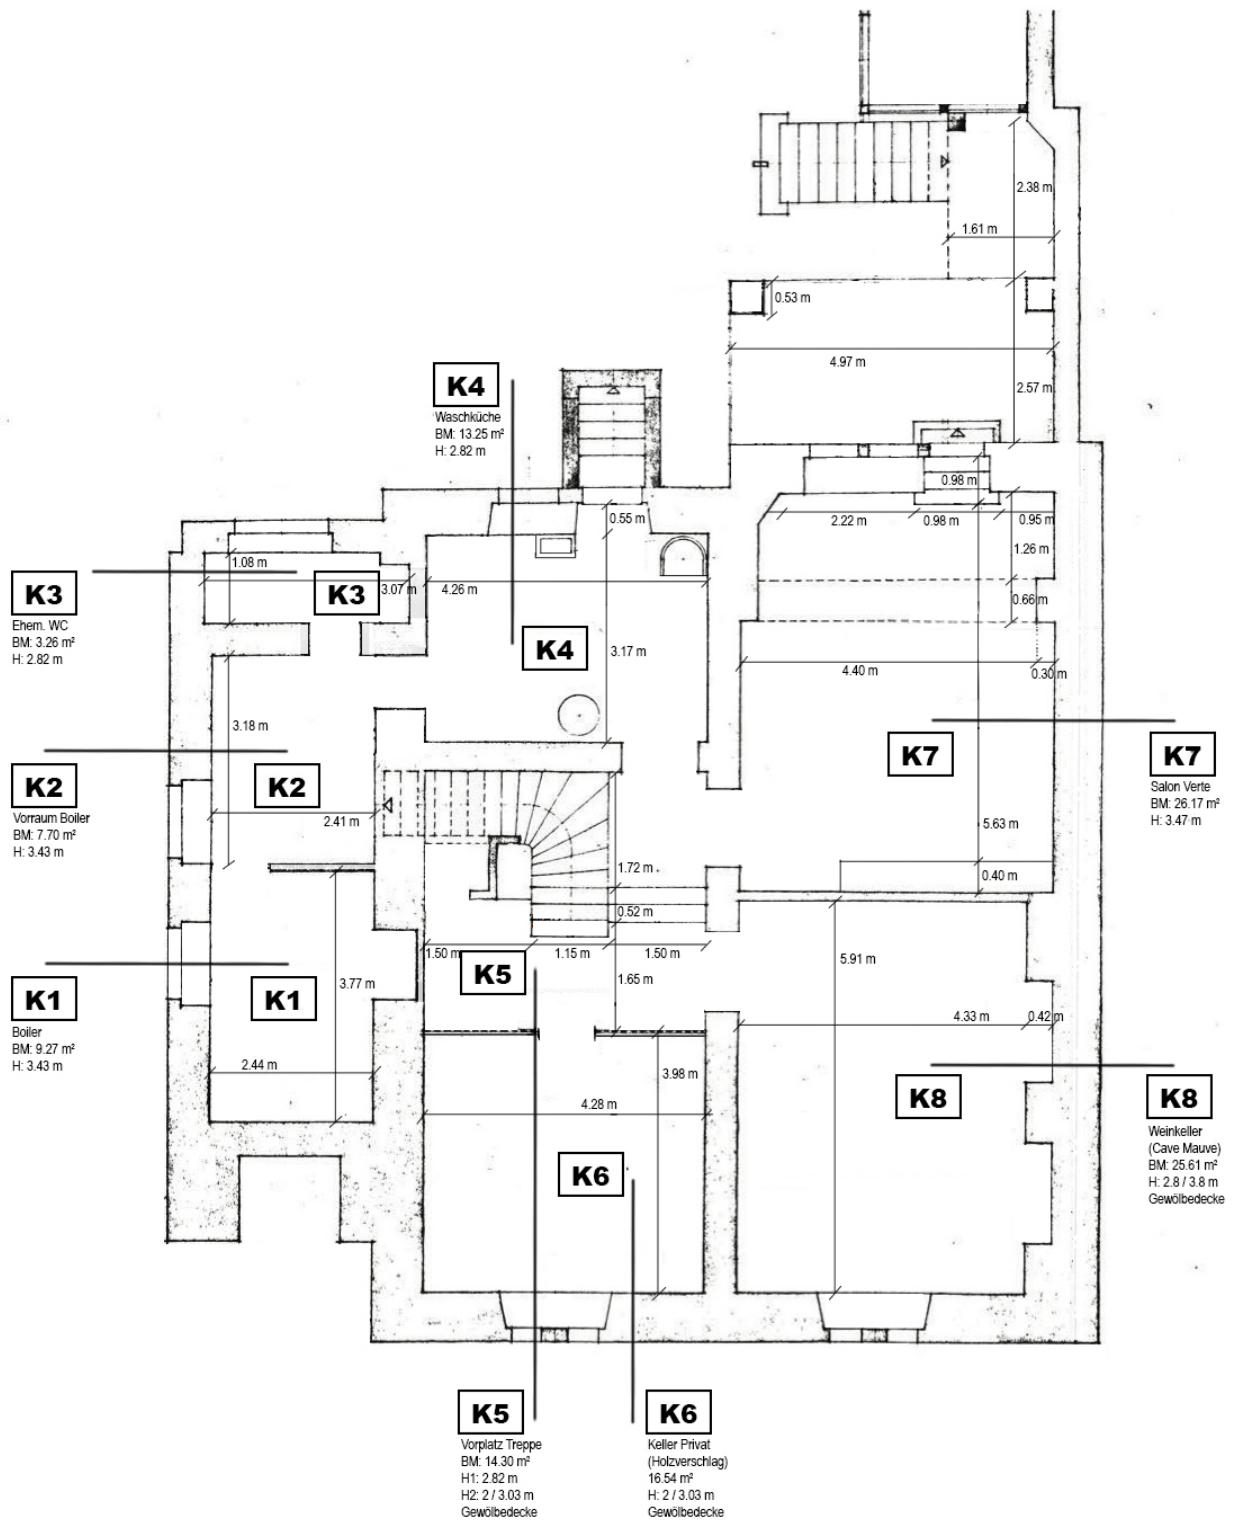 2.38 m
1.61 m
0.53 m
4.97 m
2.57 m
K4
Waschküche
BM: 13.25 m²
H: 2.82 m
0.98 m
0.55 m
2.22 m
0.98 m
0.95 m
1.26 m
1.08 m
K3
Ehem. WC
BM: 3.26 m²
H: 2.82 m
K3
3.07 m
4.26 m
0.66 m
K4
3.17 m
4.40 m
0.30 m
3.18 m
K2
Vorraum Boiler
BM: 7.70 m²
H: 3.43 m
K2
2.41 m
K7
K7
Salon Verte
BM: 26.17 m²
H: 3.47 m
5.63 m
1.72 m
0.40 m
0.52 m
1.50 m
K5
1.15 m
1.50 m
1.65 m
5.91 m
K1
Boiler
BM: 9.27 m²
H: 3.43 m
K1
3.77 m
4.33 m
0.42 m
2.44 m
3.98 m
4.28 m
K8
K8
Weinkeller
(Cave Mauve)
BM: 25.61 m²
H: 2.8 / 3.8 m
Gewölbedecke
K6
K5
Vorplatz Treppe
BM: 14.30 m²
H1: 2.82 m
H2: 2 / 3.03 m
Gewölbedecke
K6
Keller Privat
(Holzverschlag)
16.54 m²
H: 2 / 3.03 m
Gewölbedecke